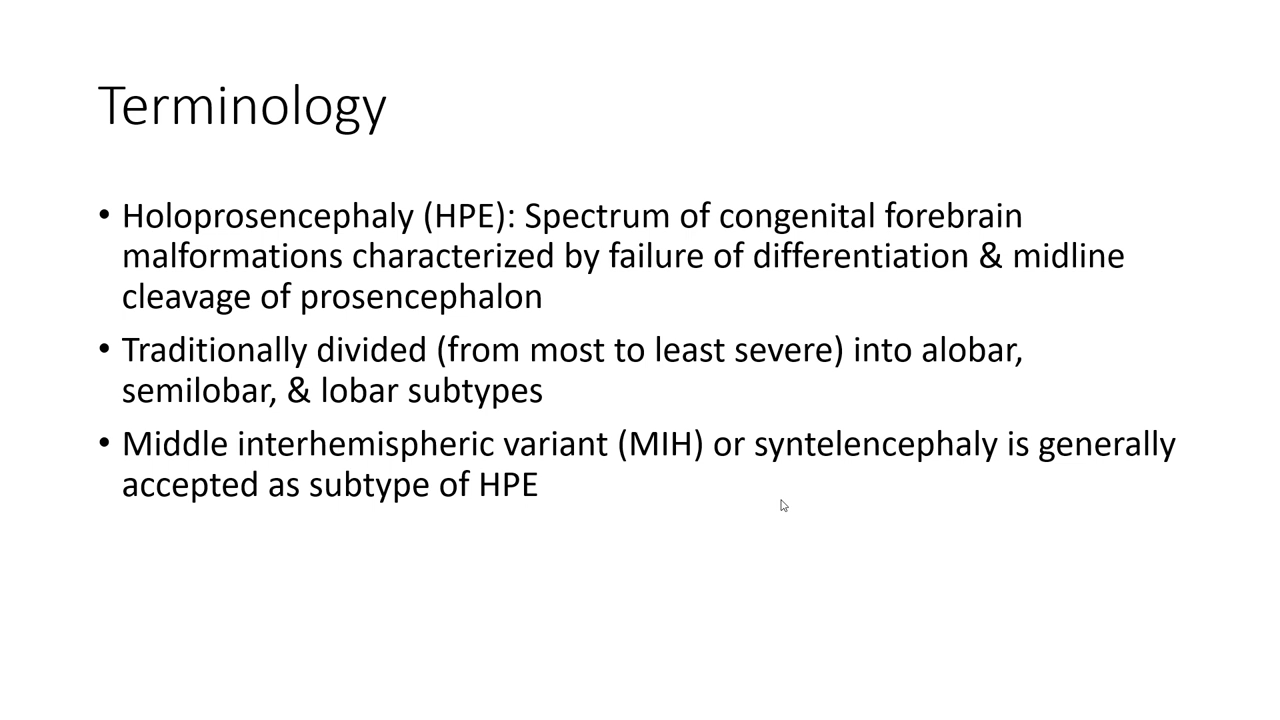 Terminology
• Holoprosencephaly (HPE): Spectrum of congenital forebrain
malformations characterized by failure of differentiation & midline
cleavage of prosencephalon
• Traditionally divided (from most to least severe) into alobar,
semilobar, & lobar subtypes
• Middle interhemispheric variant (MIH) or syntelencephaly is generally
accepted as subtype of HPE